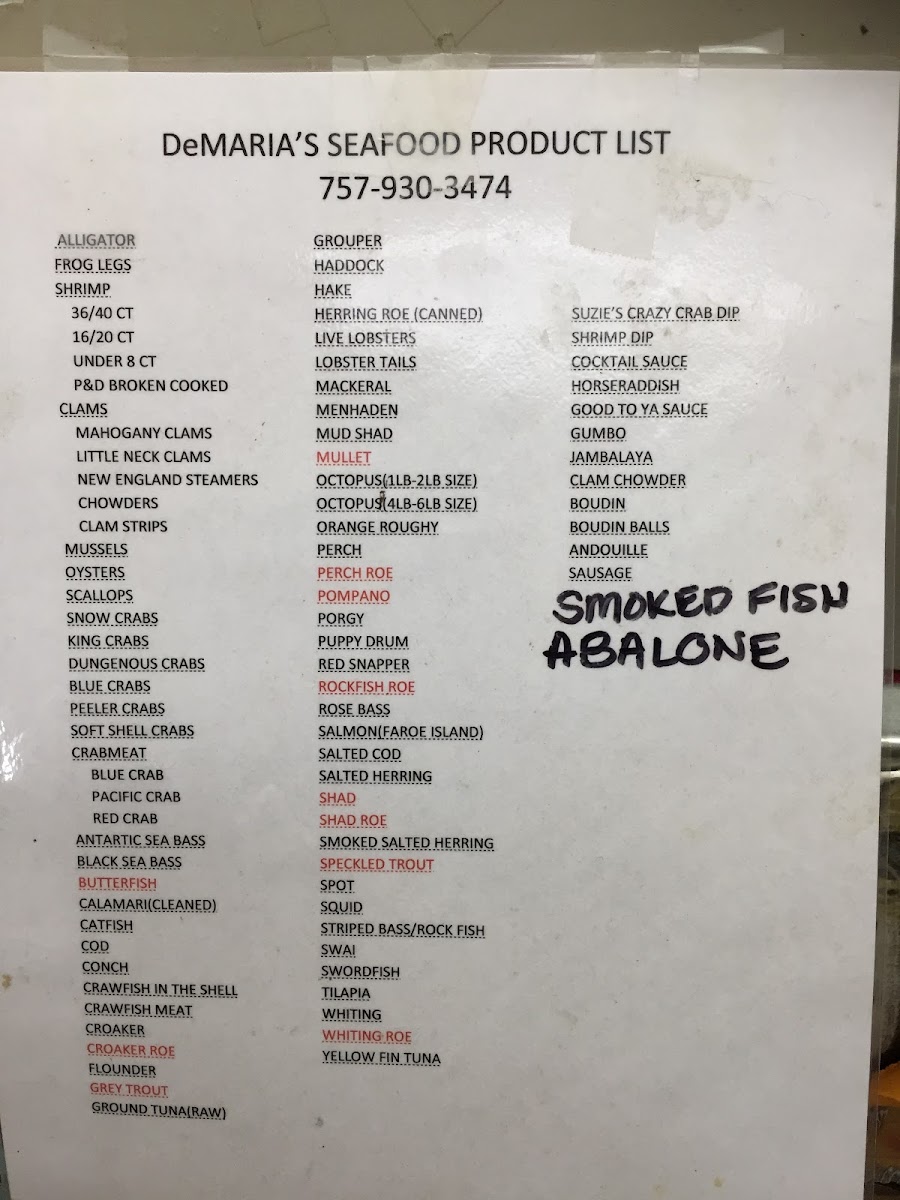 DeMARIA'S SEAFOOD PRODUCT LIST
757-930-3474
ALLIGATOR
FROG LEGS
SHRIMP
36/40 CT
16/20 CT
UNDER 8 CT
P&D BROKEN COOKED
CLAMS
MAHOGANY CLAMS
LITTLE NECK CLAMS
NEW ENGLAND STEAMERS
CHOWDERS
CLAM STRIPS
MUSSELS
OYSTERS
SCALLOPS
SNOW CRABS
KING CRABS
DUNGENOUS CRABS
BLUE CRABS
PEELER CRABS
SOFT SHELL CRABS
CRABMEAT
BLUE CRAB
PACIFIC CRAB
RED CRAB
ANTARTIC SEA BASS
BLACK SEA BASS
BUTTERFISH
CALAMARI(CLEANED)
CATFISH
COD
CONCH
CRAWFISH IN THE SHELL
CRAWFISH MEAT
CROAKER
CROAKER ROE
FLOUNDER
GREY TROUT
GROUND TUNA(RAW)
GROUPER
HADDOCK
HAKE
HERRING ROE (CANNED)
LIVE LOBSTERS
LOBSTER TAILS
MACKERAL
MENHADEN
MUD SHAD
MULLET
OCTOPUS(1LB-2LB SIZE)
OCTOPUS(4LB-6LB SIZE)
ORANGE ROUGHY
PERCH
PERCH ROE
POMPANO
PORGY
PUPPY DRUM
RED SNAPPER
ROCKFISH ROE
ROSE BASS
SALMON(FAROE ISLAND)
SALTED COD
SALTED HERRING
SHAD
SHAD ROE
SMOKED SALTED HERRING
SPECKLED TROUT
SPOT
SQUID
STRIPED BASS/ROCK FISH
SWAI
SWORDFISH
TILAPIA
WHITING
WHITING ROE
YELLOW FIN TUNA
SUZIE'S CRAZY CRAB DIP
SHRIMP DIP
COCKTAIL SAUCE
HORSERADDISH
GOOD TO YA SAUCE
GUMBO
JAMBALAYA
CLAM CHOWDER
BOUDIN
BOUDIN BALLS
ANDOUILLE
SAUSAGE
SMOKED FISH
ABALONE